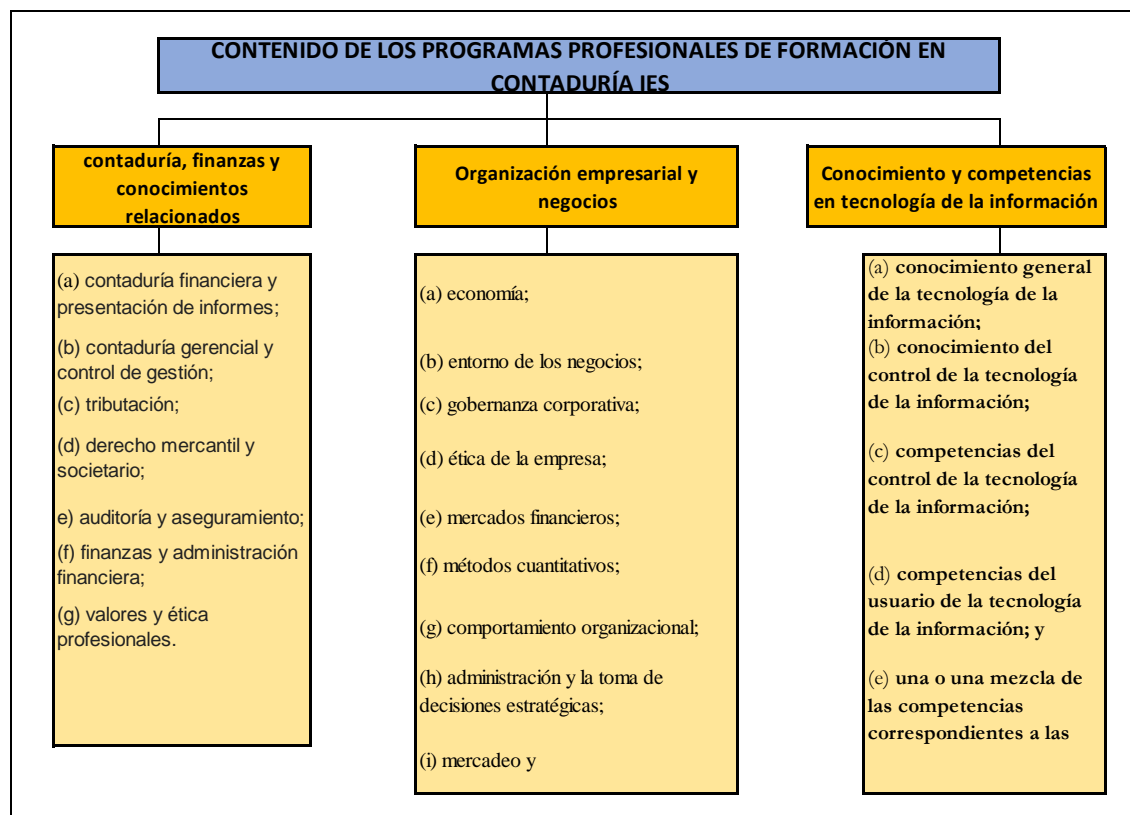 CONTENIDO DE LOS PROGRAMAS PROFESIONALES DE FORMACIÓN EN
CONTADURÍA IES
contaduría, finanzas y
conocimientos
relacionados
(a) contaduría financiera y
presentación de informes;
(b) contaduría gerencial y
control de gestión;
(c) tributación;
(d) derecho mercantil y
societario;
e) auditoría y aseguramiento;
(f) finanzas y administración
financiera;
(g) valores y ética
profesionales.
Organización empresarial y
negocios
(a) economía;
(b) entorno de los negocios;
(c) gobernanza corporativa;
(d) ética de la empresa;
(e) mercados financieros;
(f) métodos cuantitativos;
(g) comportamiento organizacional;
(h) administración y la toma de
decisiones estratégicas;
(i) mercadeo y
Conocimiento y competencias
en tecnología de la información
(a) conocimiento general
de la tecnología de la
información;
(b) conocimiento del
control de la tecnología
de la información;
(c) competencias del
control de la tecnología
de la información;
(d) competencias del
usuario de la tecnología
de la información; y
(e) una o una mezcla de
las competencias
correspondientes a las